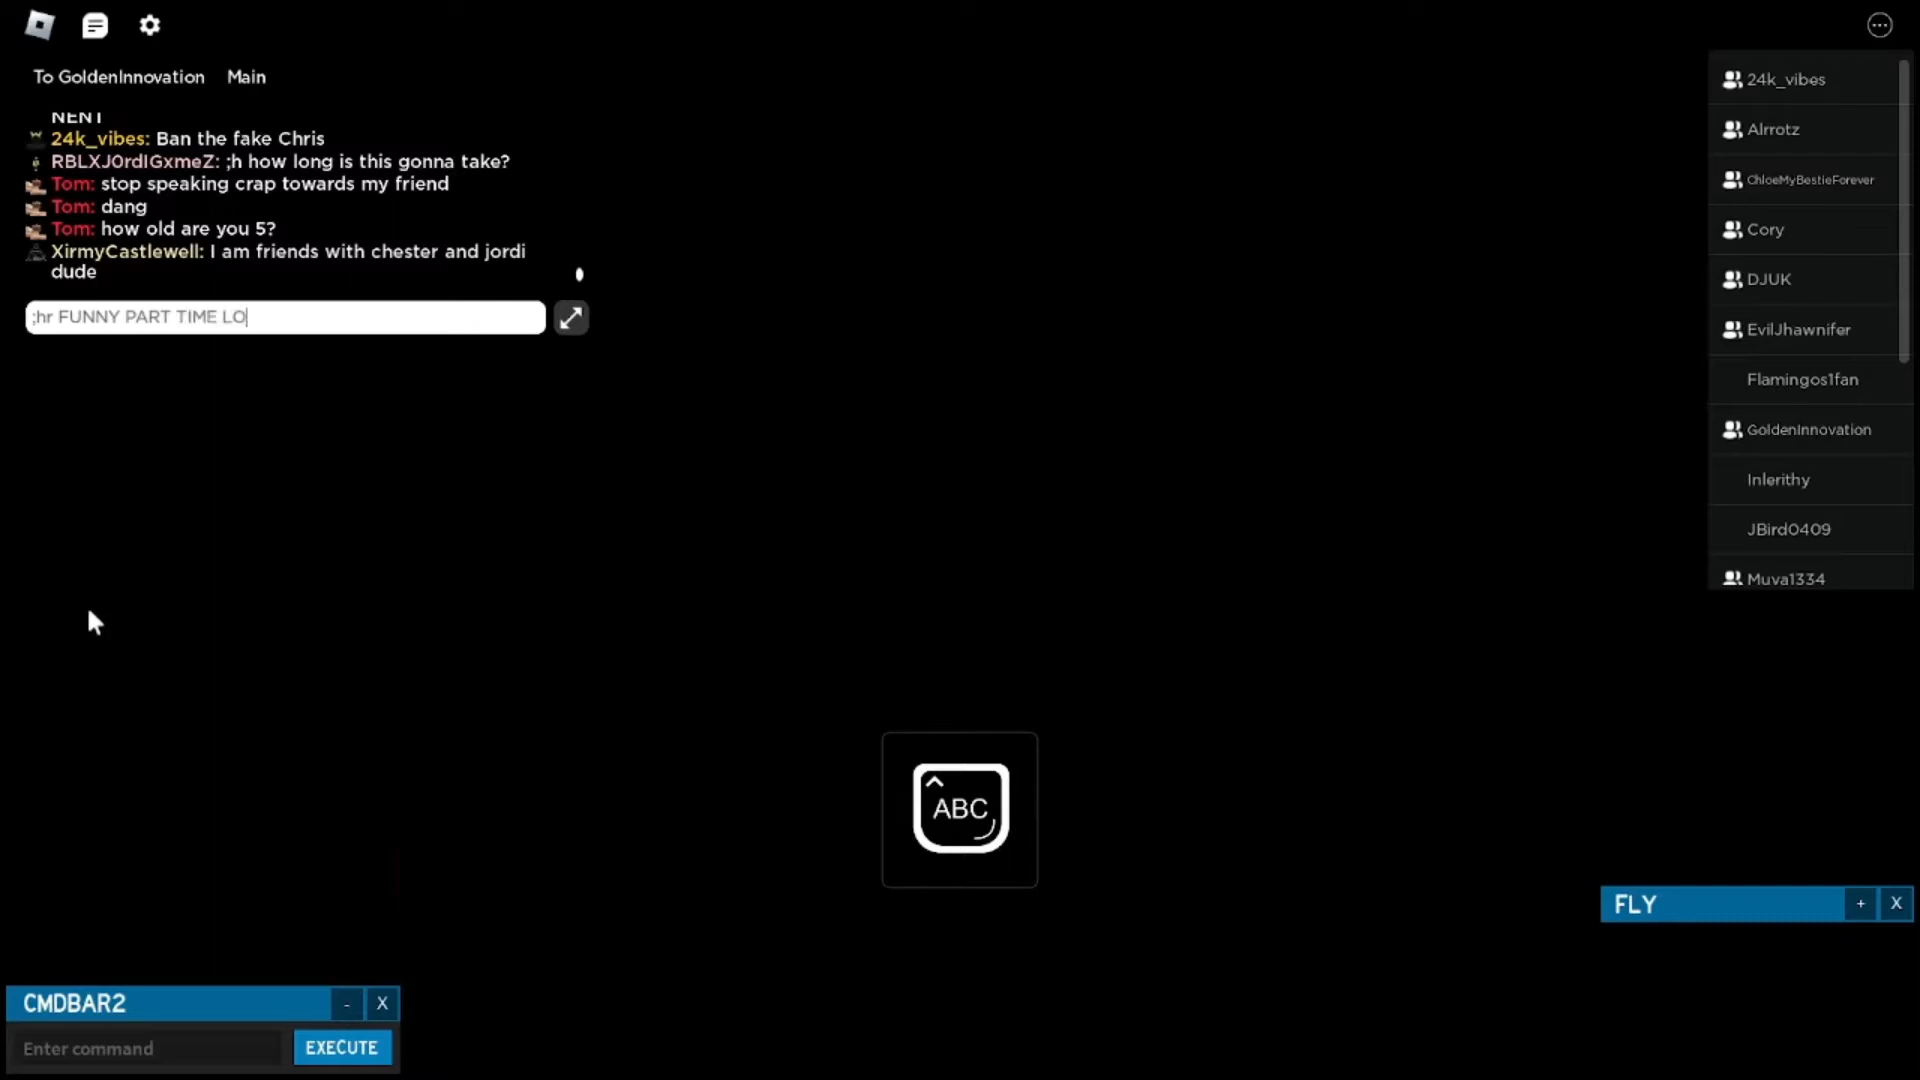 To GoldenInnovation Main
NENT
24k_vibes: Ban the fake Chris
RBLXJ0rdIGxmeZ: ;h how long is this gonna take?
Tom: stop speaking crap towards my friend
Tom: dang
Tom: how old are you 5?
XirmyCastlewell: I am friends with chester and jordi
dude
;hr FUNNY PART TIME LO
24k_vibes
Alrrotz
ChloeMyBestieForever
Cory
DJUK
EvilJhawnifer
Flamingos1fan
GoldenInnovation
Inlerithy
JBird0409
Muva1334
ABC
FLY + X
CMDBAR2 - X
Enter command EXECUTE